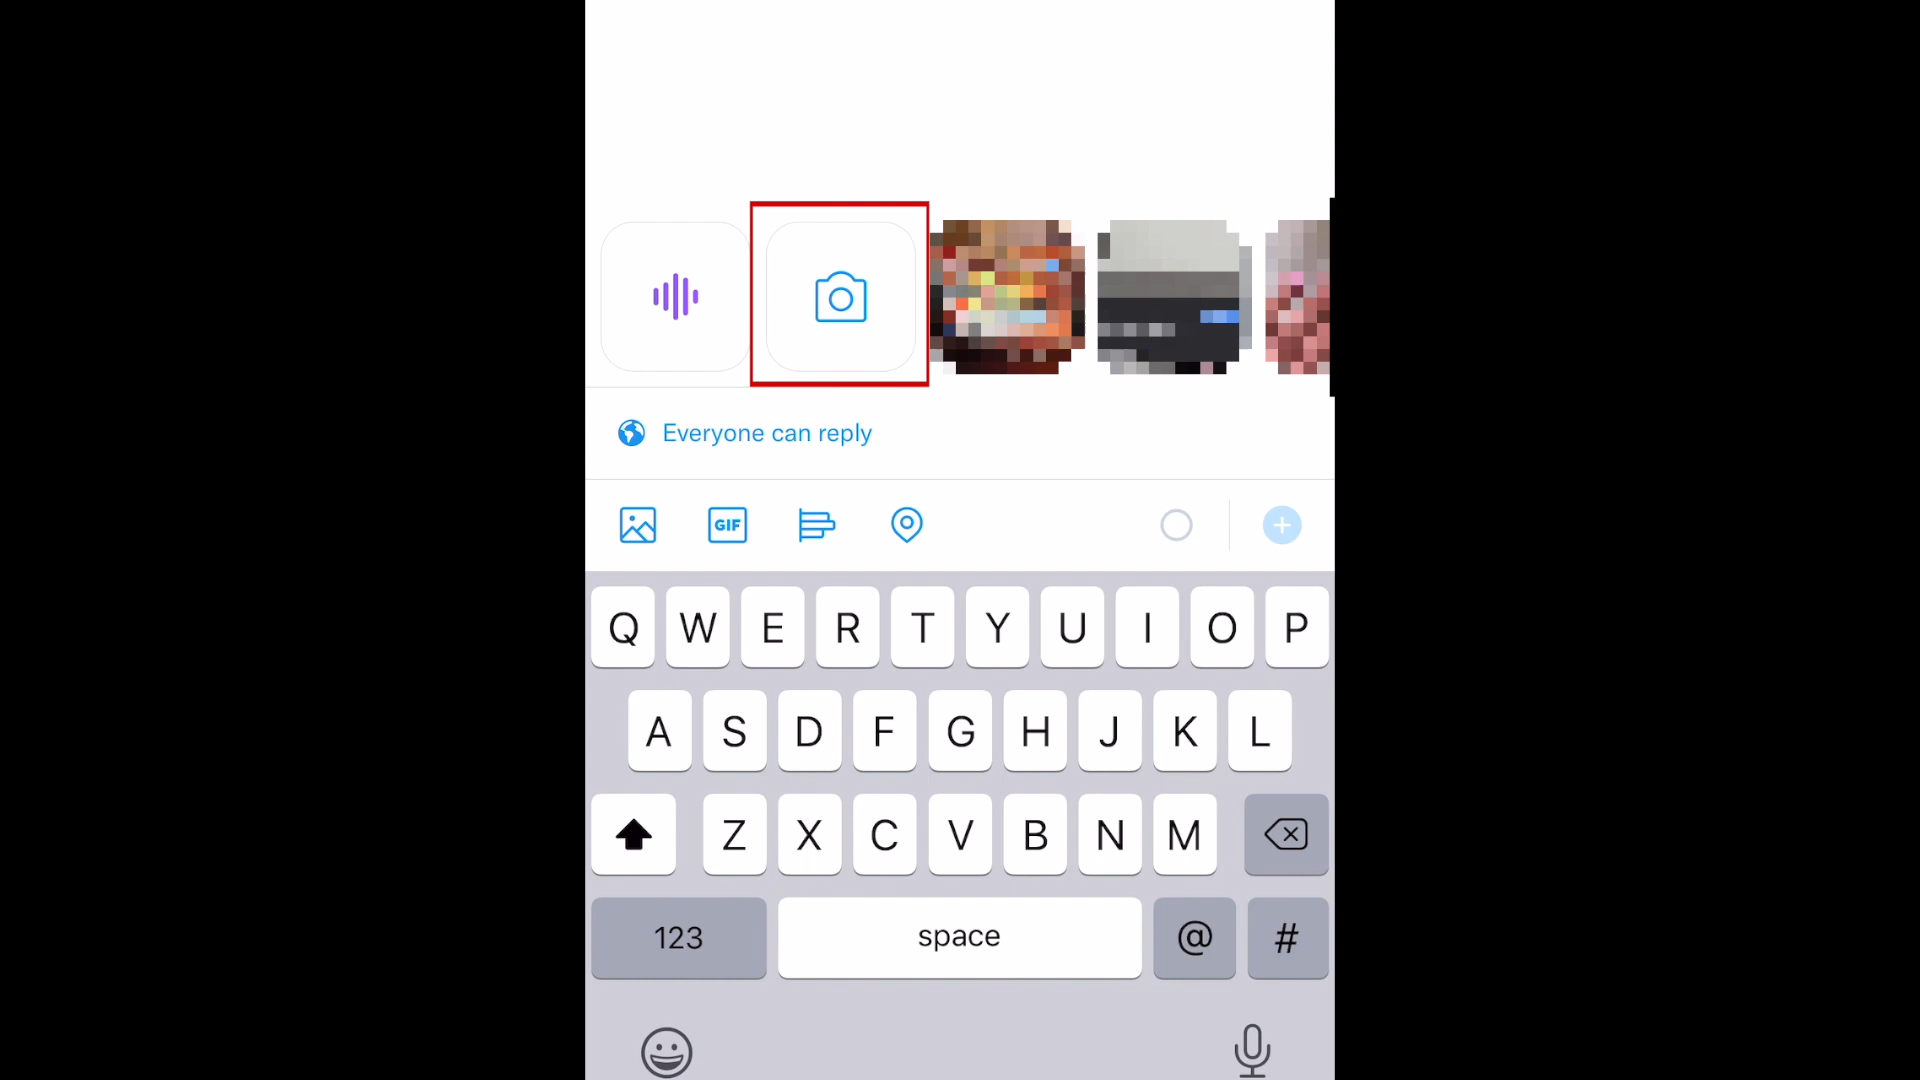 Everyone can reply
GIF
Q W E R T Y U I O P
A S D F G H J K L
Z X C V B N M
123 space @ #